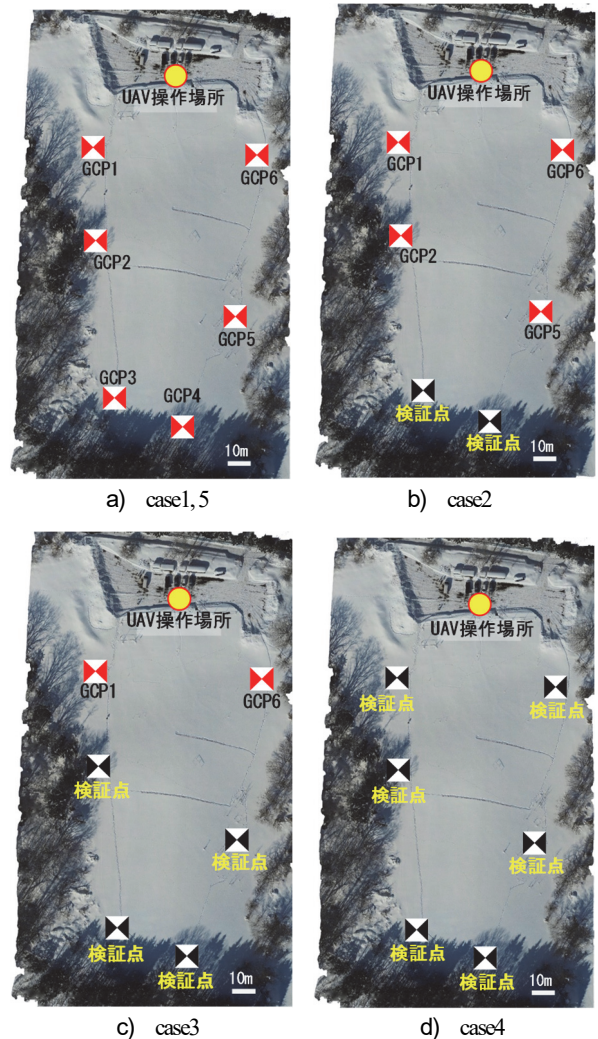 UAV操作場所
GCP1
GCP6
GCP2
GCP5
GCP3
GCP4
10m
a) case1, 5
UAV操作場所
GCP1
GCP6
GCP2
GCP5
検証点
検証点
10m
b) case2
UAV操作場所
GCP1
GCP6
検証点
検証点
検証点
検証点
10m
c) case3
UAV操作場所
検証点
検証点
検証点
検証点
検証点
検証点
10m
d) case4